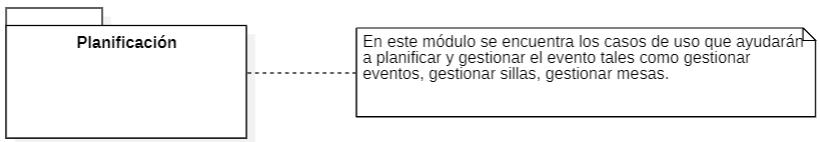 Planificación
En este módulo se encuentra los casos de uso que ayudarán
a planificar y gestionar el evento tales como gestionar
eventos, gestionar sillas, gestionar mesas.